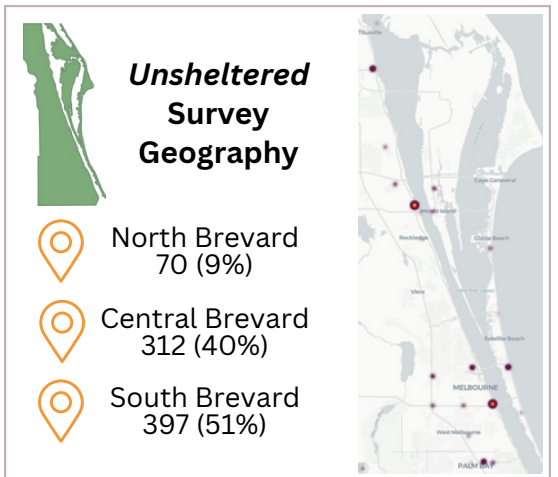 Unsheltered
Survey
Geography
North Brevard
70 (9%)
Central Brevard
312 (40%)
South Brevard
397 (51%)
Titusville
Cape Canaveral
Merritt Island
Rockledge
Cocoa Beach
Viera
Satellite Beach
MELBOURNE
West Melbourne
PALM BAY